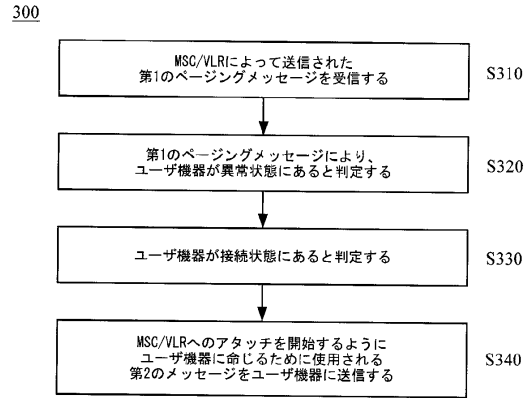 300
MSC/VLRによって送信された
第1のページングメッセージを受信する
S310
第1のページングメッセージにより、
ユーザ機器が異常状態にあると判定する
S320
ユーザ機器が接続状態にあると判定する
S330
MSC/VLRへのアタッチを開始するように
ユーザ機器に命じるために使用される
第2のメッセージをユーザ機器に送信する
S340